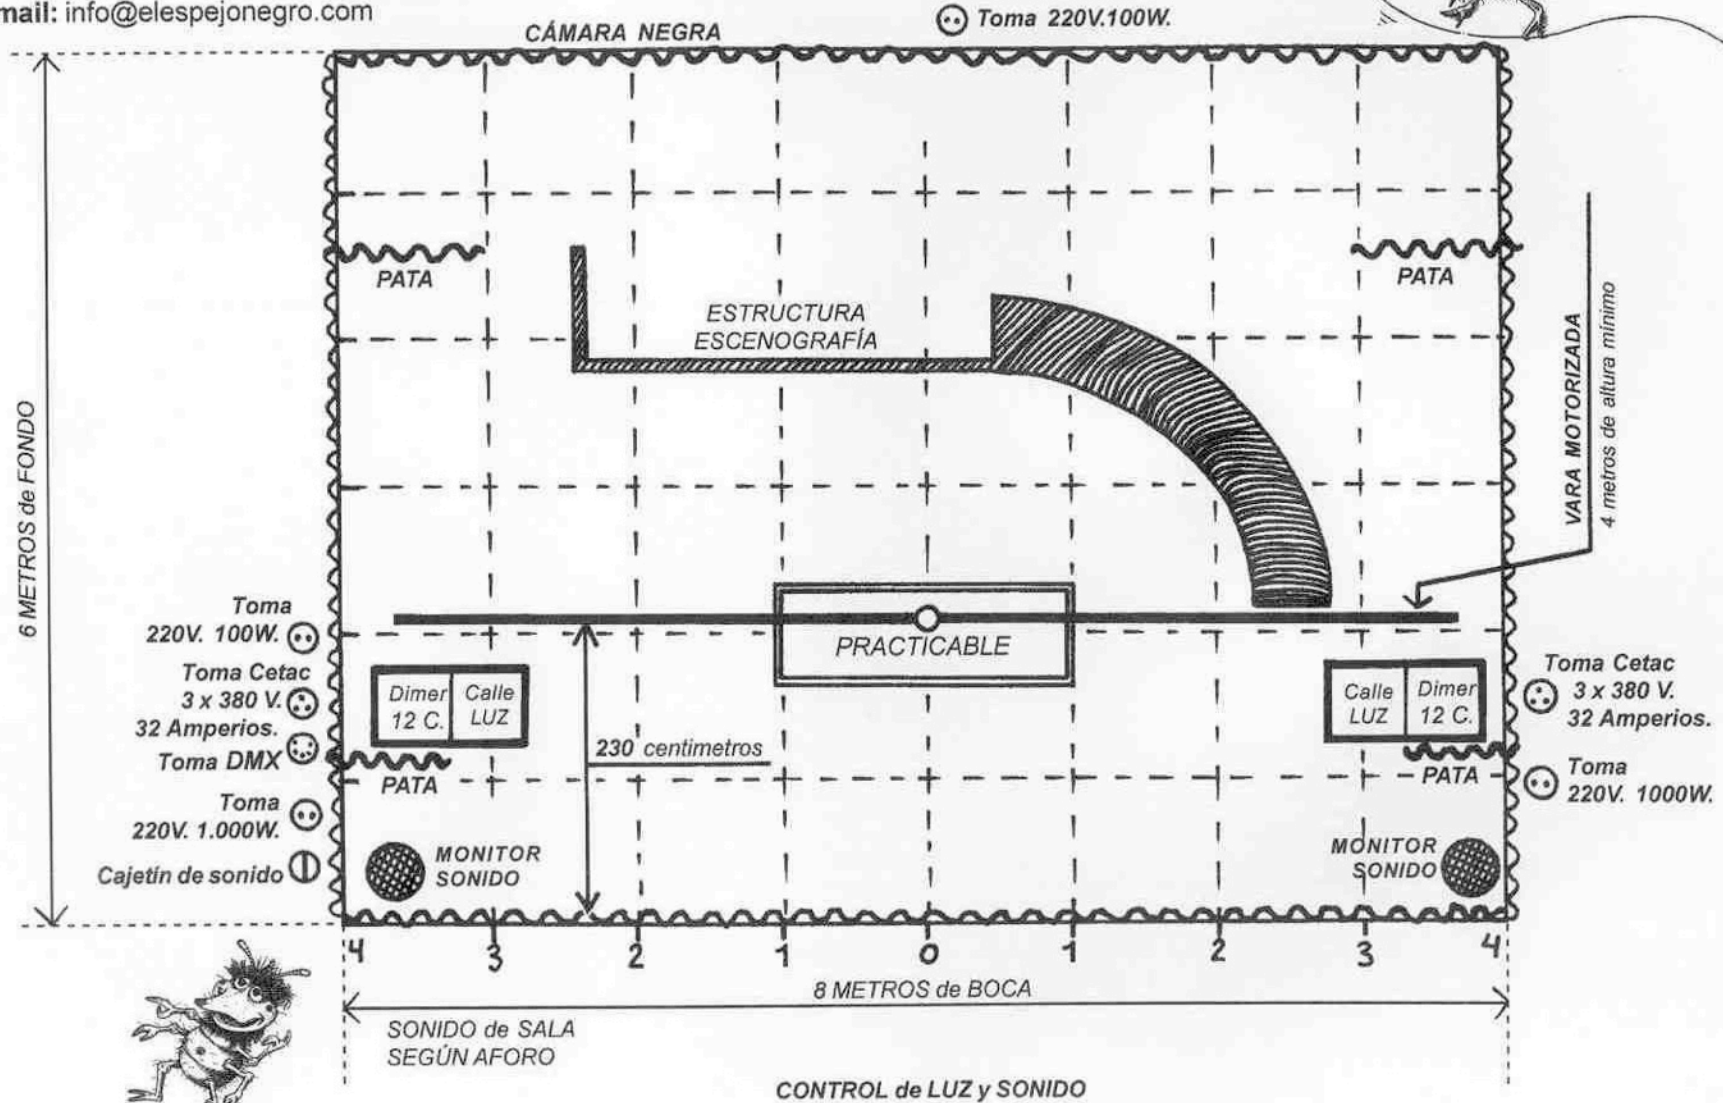 mail: info@elespejonegro.com
Toma 220V.100W.
CÁMARA NEGRA
PATA
PATA
ESTRUCTURA
ESCENOGRAFÍA
VARA MOTORIZADA
4 metros de altura mínimo
6 METROS de FONDO
Toma
220V. 100W.
PRACTICABLE
Toma Cetac
3 x 380 V.
32 Amperios.
Dimer
12 C.
Calle
LUZ
Calle
LUZ
Dimer
12 C.
Toma Cetac
3 x 380 V.
32 Amperios.
Toma DMX
230 centimetros
PATA
PATA
Toma
220V. 1000W.
Toma
220V. 1.000W.
MONITOR
SONIDO
MONITOR
SONIDO
Cajetín de sonido
4 3 2 1 0 1 2 3 4
8 METROS de BOCA
SONIDO de SALA
SEGÚN AFORO
CONTROL de LUZ y SONIDO